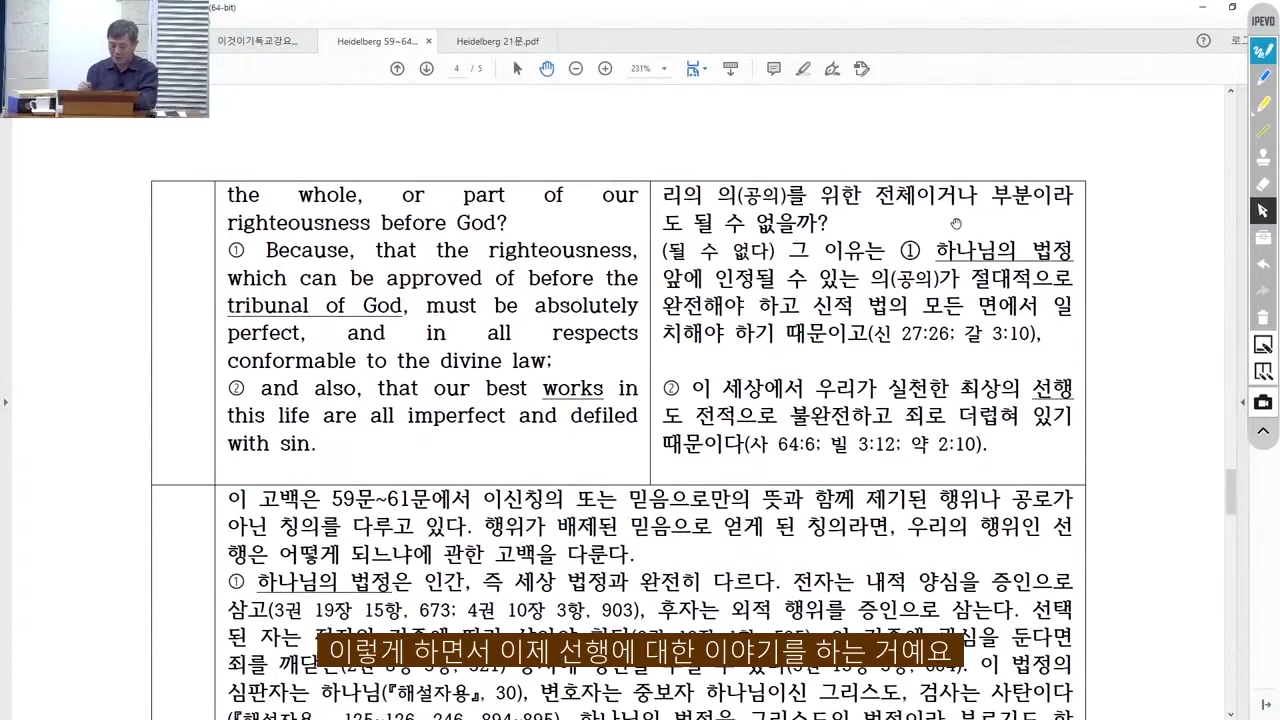 (64-bit)
이것이기독교강요...
Heidelberg 59~64... ×
Heidelberg 21문.pdf
로그
IPEVO
4 / 5
231%
the whole, or part of our
righteousness before God?
① Because, that the righteousness,
which can be approved of before the
tribunal of God, must be absolutely
perfect, and in all respects
conformable to the divine law;
② and also, that our best works in
this life are all imperfect and defiled
with sin.
리의 의(공의)를 위한 전체이거나 부분이라
도 될 수 없을까?
(될 수 없다) 그 이유는 ① 하나님의 법정
앞에 인정될 수 있는 의(공의)가 절대적으로
완전해야 하고 신적 법의 모든 면에서 일
치해야 하기 때문이고(신 27:26; 갈 3:10),
② 이 세상에서 우리가 실천한 최상의 선행
도 전적으로 불완전하고 죄로 더럽혀 있기
때문이다(사 64:6; 빌 3:12; 약 2:10).
이 고백은 59문~61문에서 이신칭의 또는 믿음으로만의 뜻과 함께 제기된 행위나 공로가
아닌 칭의를 다루고 있다. 행위가 배제된 믿음으로 얻게 된 칭의라면, 우리의 행위인 선
행은 어떻게 되느냐에 관한 고백을 다룬다.
① 하나님의 법정은 인간, 즉 세상 법정과 완전히 다르다. 전자는 내적 양심을 증인으로
삼고(3권 19장 15항, 673; 4권 10장 3항, 903), 후자는 외적 행위를 증인으로 삼는다. 선택
된 자는 심을 둔다면
이렇게 하면서 이제 선행에 대한 이야기를 하는 거예요
죄를 깨닫 이 법정의
심판자는 하나님(『해설자용』, 30), 변호자는 중보자 하나님이신 그리스도, 검사는 사탄이다